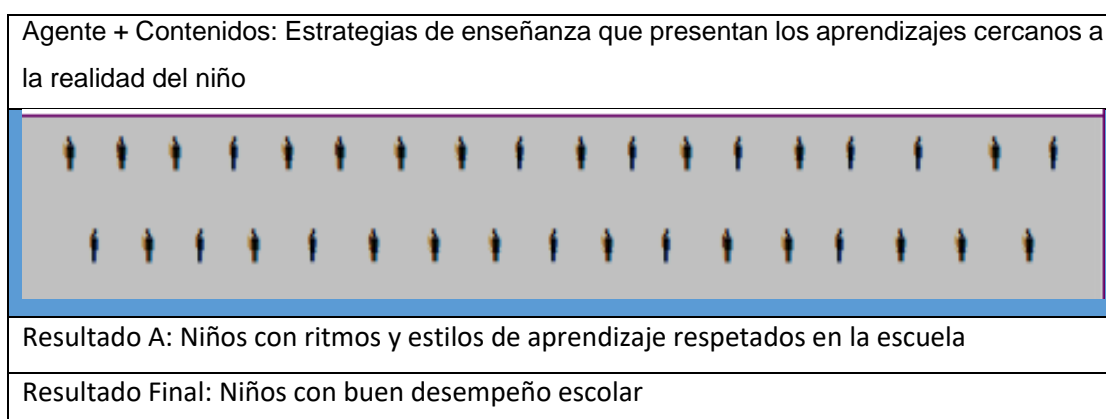 Agente + Contenidos: Estrategias de enseñanza que presentan los aprendizajes cercanos a
la realidad del niño
Resultado A: Niños con ritmos y estilos de aprendizaje respetados en la escuela
Resultado Final: Niños con buen desempeño escolar